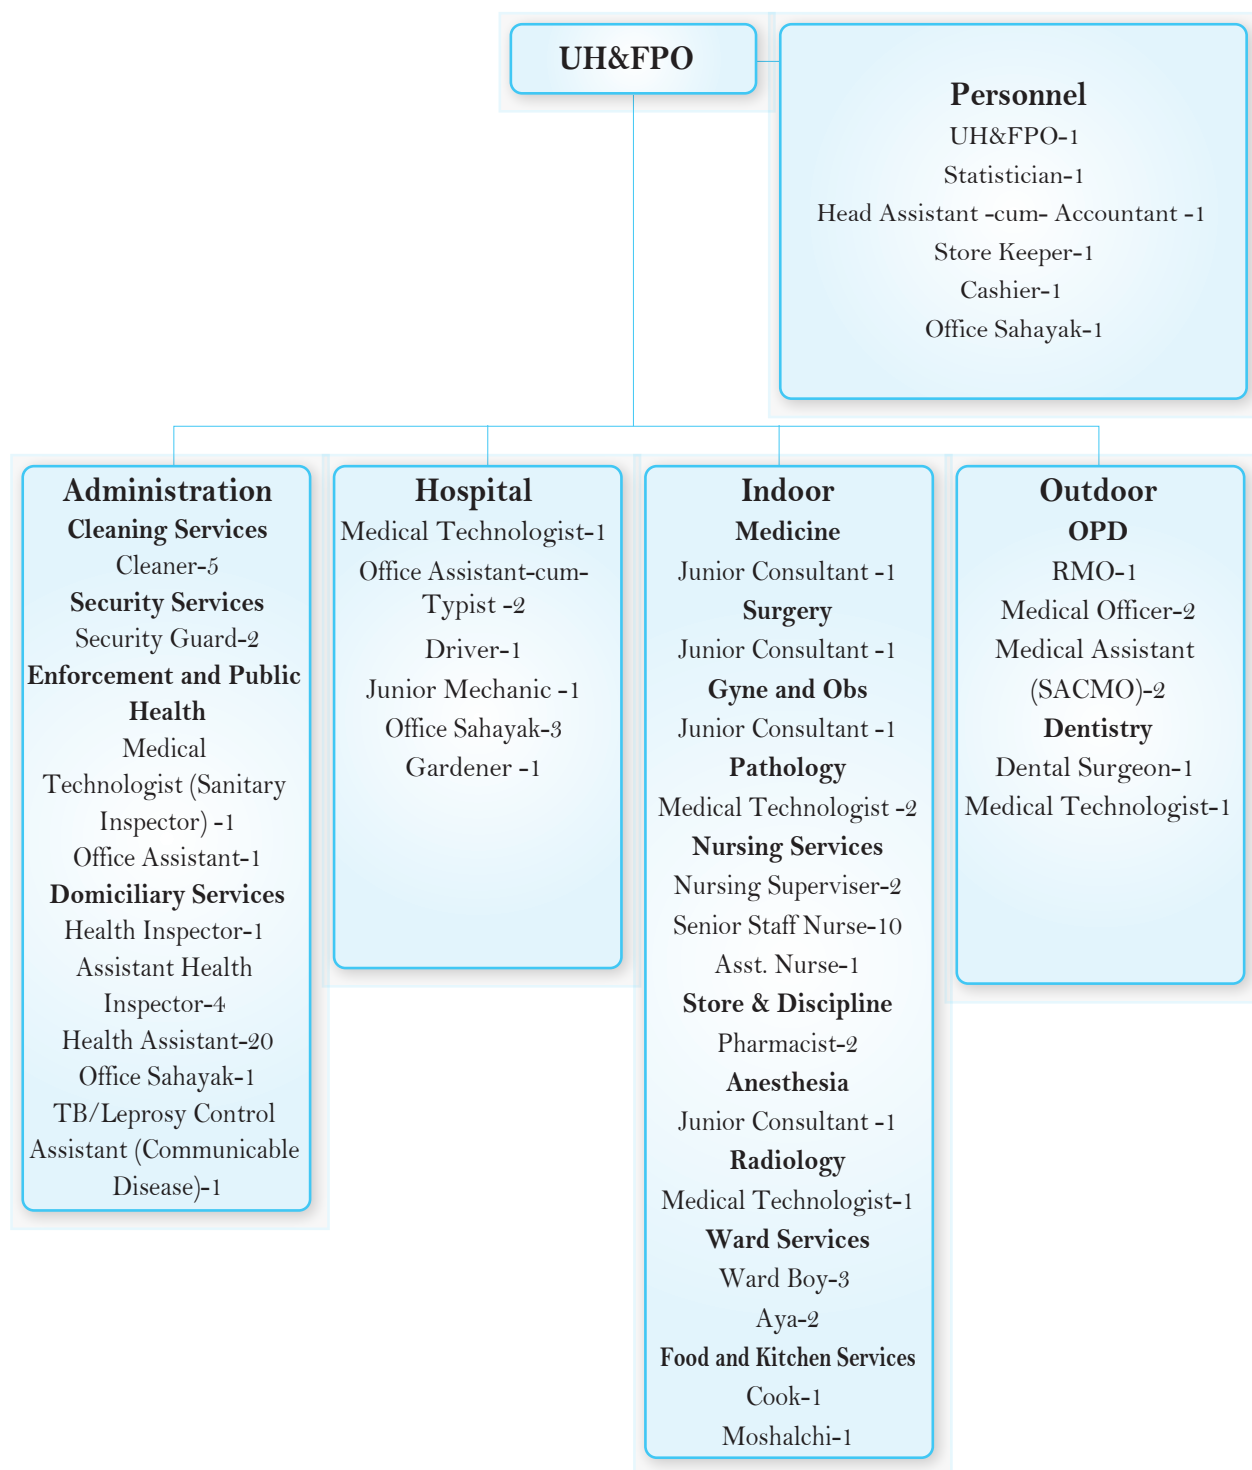 UH&FPO
Personnel
UH&FPO-1
Statistician-1
Head Assistant -cum- Accountant -1
Store Keeper-1
Cashier-1
Office Sahayak-1
Administration
Cleaning Services
Cleaner-5
Security Services
Security Guard-2
Enforcement and Public
Health
Medical
Technologist (Sanitary
Inspector) -1
Office Assistant-1
Domiciliary Services
Health Inspector-1
Assistant Health
Inspector-4
Health Assistant-20
Office Sahayak-1
TB/Leprosy Control
Assistant (Communicable
Disease)-1
Hospital
Medical Technologist-1
Office Assistant-cum-
Typist -2
Driver-1
Junior Mechanic -1
Office Sahayak-3
Gardener -1
Indoor
Medicine
Junior Consultant -1
Surgery
Junior Consultant -1
Gyne and Obs
Junior Consultant -1
Pathology
Medical Technologist -2
Nursing Services
Nursing Superviser-2
Senior Staff Nurse-10
Asst. Nurse-1
Store & Discipline
Pharmacist-2
Anesthesia
Junior Consultant -1
Radiology
Medical Technologist-1
Ward Services
Ward Boy-3
Aya-2
Food and Kitchen Services
Cook-1
Moshalchi-1
Outdoor
OPD
RMO-1
Medical Officer-2
Medical Assistant
(SACMO)-2
Dentistry
Dental Surgeon-1
Medical Technologist-1